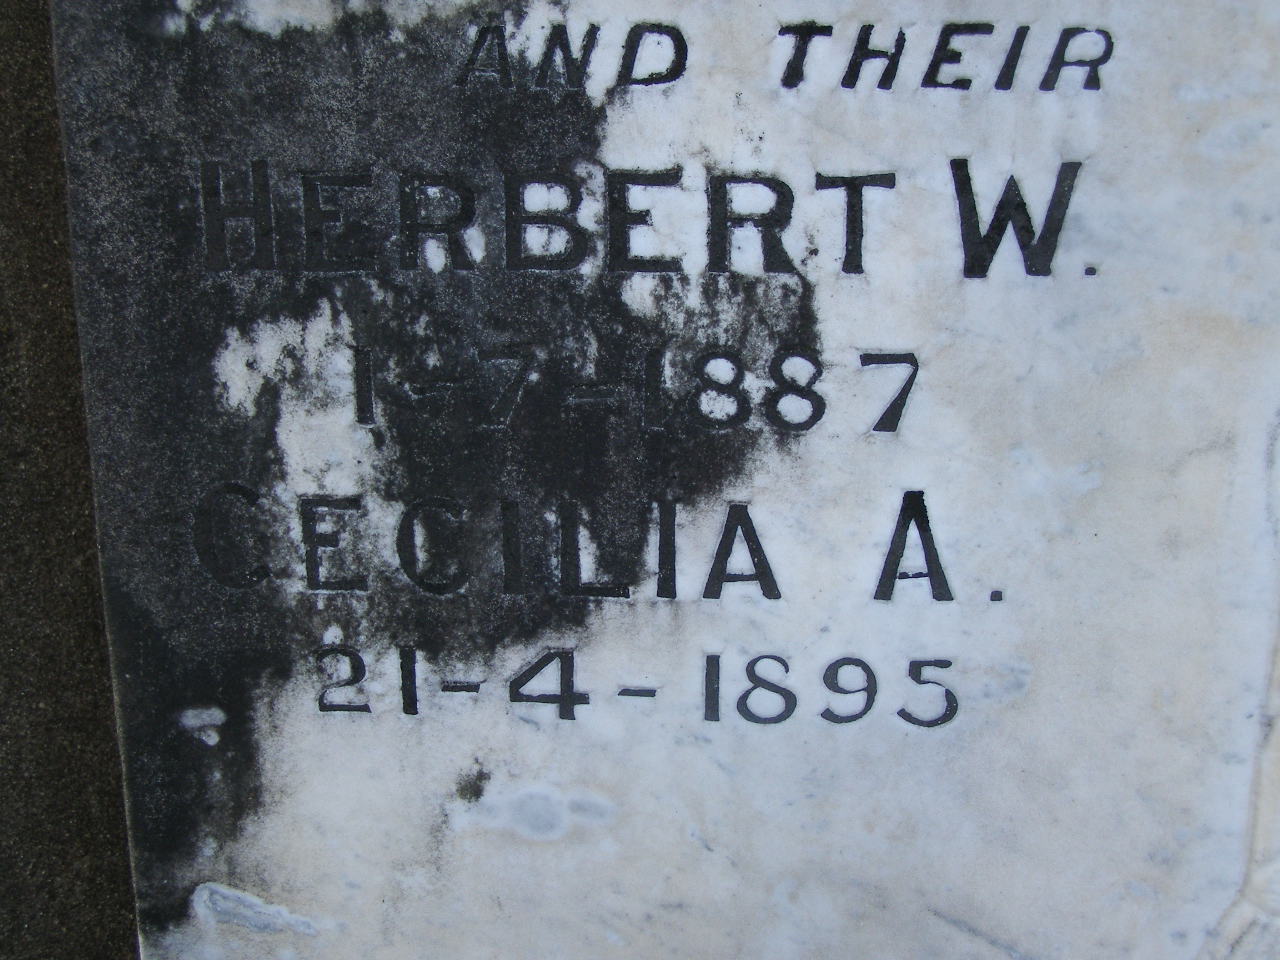 AND THEIR
HERBERT W.
1-7-1887
CECILIA A.
21-4-1895